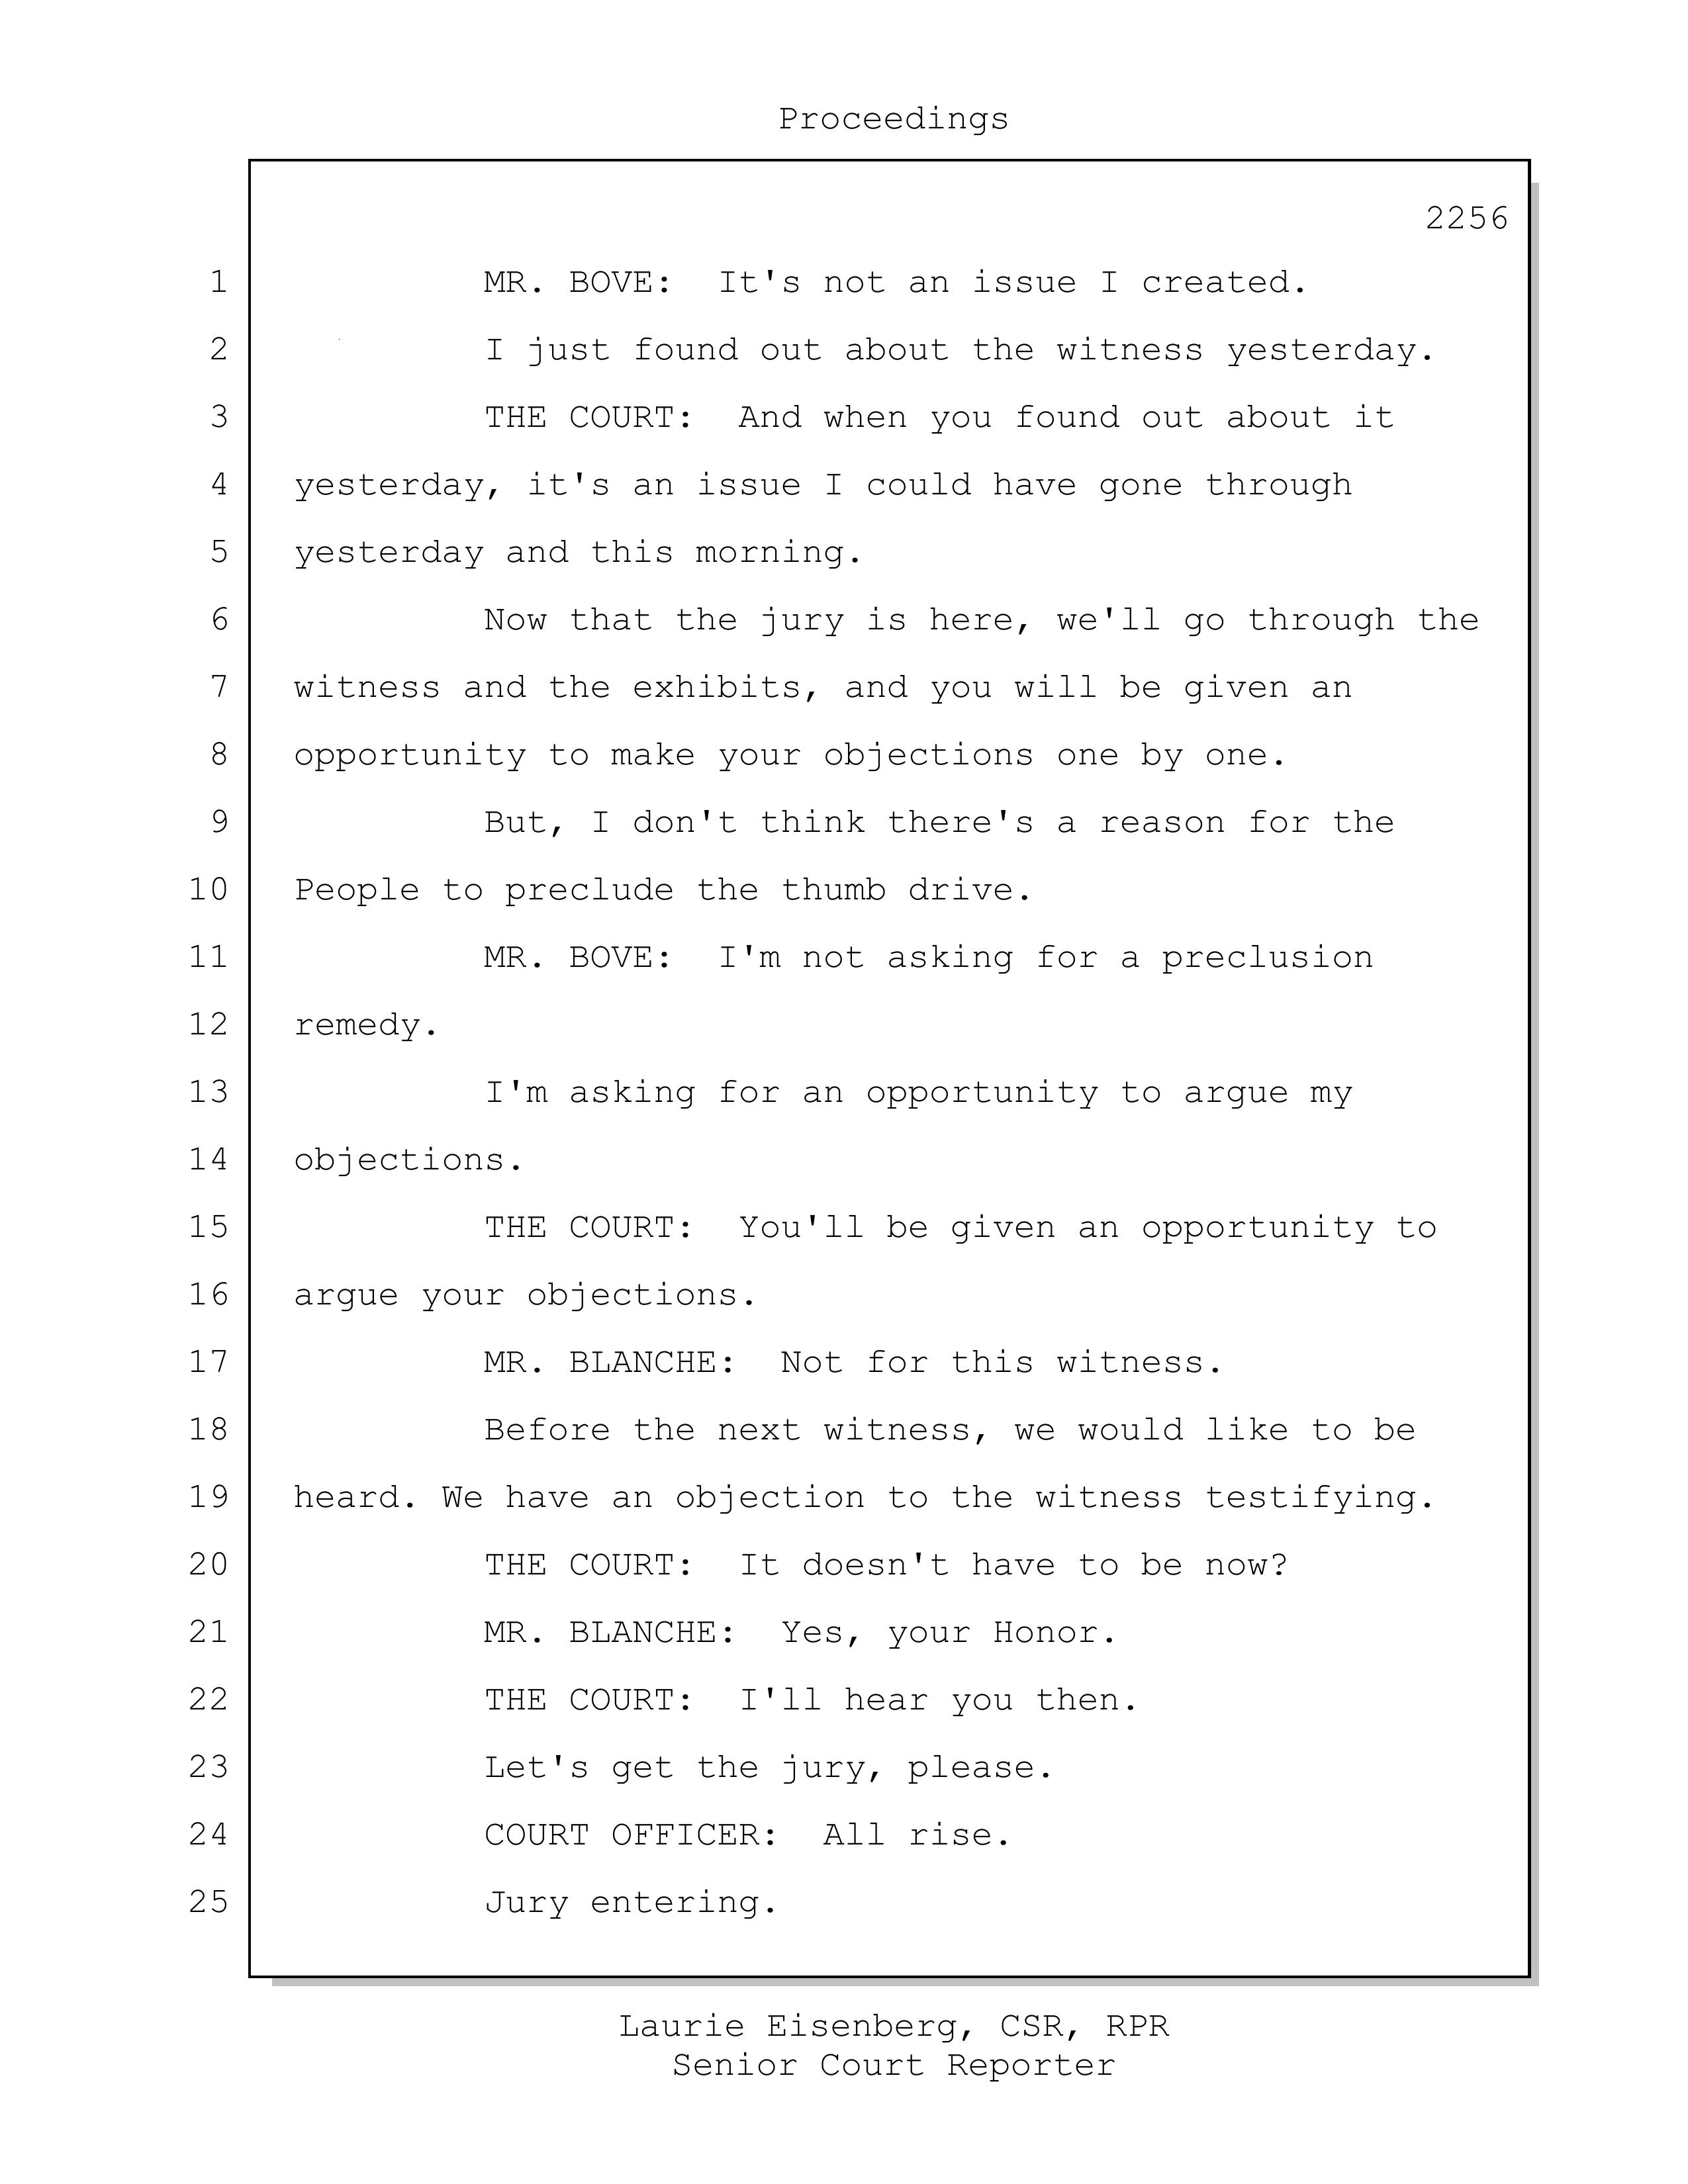 Proceedings
2256
1 MR. BOVE: It's not an issue I created.
2 I just found out about the witness yesterday.
3 THE COURT: And when you found out about it
4 yesterday, it's an issue I could have gone through
5 yesterday and this morning.
6 Now that the jury is here, we'll go through the
7 witness and the exhibits, and you will be given an
8 opportunity to make your objections one by one.
9 But, I don't think there's a reason for the
10 People to preclude the thumb drive.
11 MR. BOVE: I'm not asking for a preclusion
12 remedy.
13 I'm asking for an opportunity to argue my
14 objections.
15 THE COURT: You'll be given an opportunity to
16 argue your objections.
17 MR. BLANCHE: Not for this witness.
18 Before the next witness, we would like to be
19 heard. We have an objection to the witness testifying.
20 THE COURT: It doesn't have to be now?
21 MR. BLANCHE: Yes, your Honor.
22 THE COURT: I'll hear you then.
23 Let's get the jury, please.
24 COURT OFFICER: All rise.
25 Jury entering.
Laurie Eisenberg, CSR, RPR
Senior Court Reporter